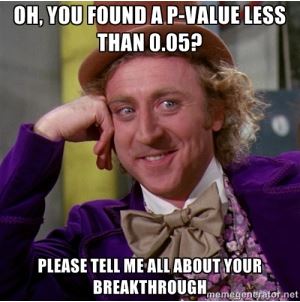 OH, YOU FOUND A P-VALUE LESS
THAN 0.05?
PLEASE TELL ME ALL ABOUT YOUR
BREAKTHROUGH
memegenerator.net